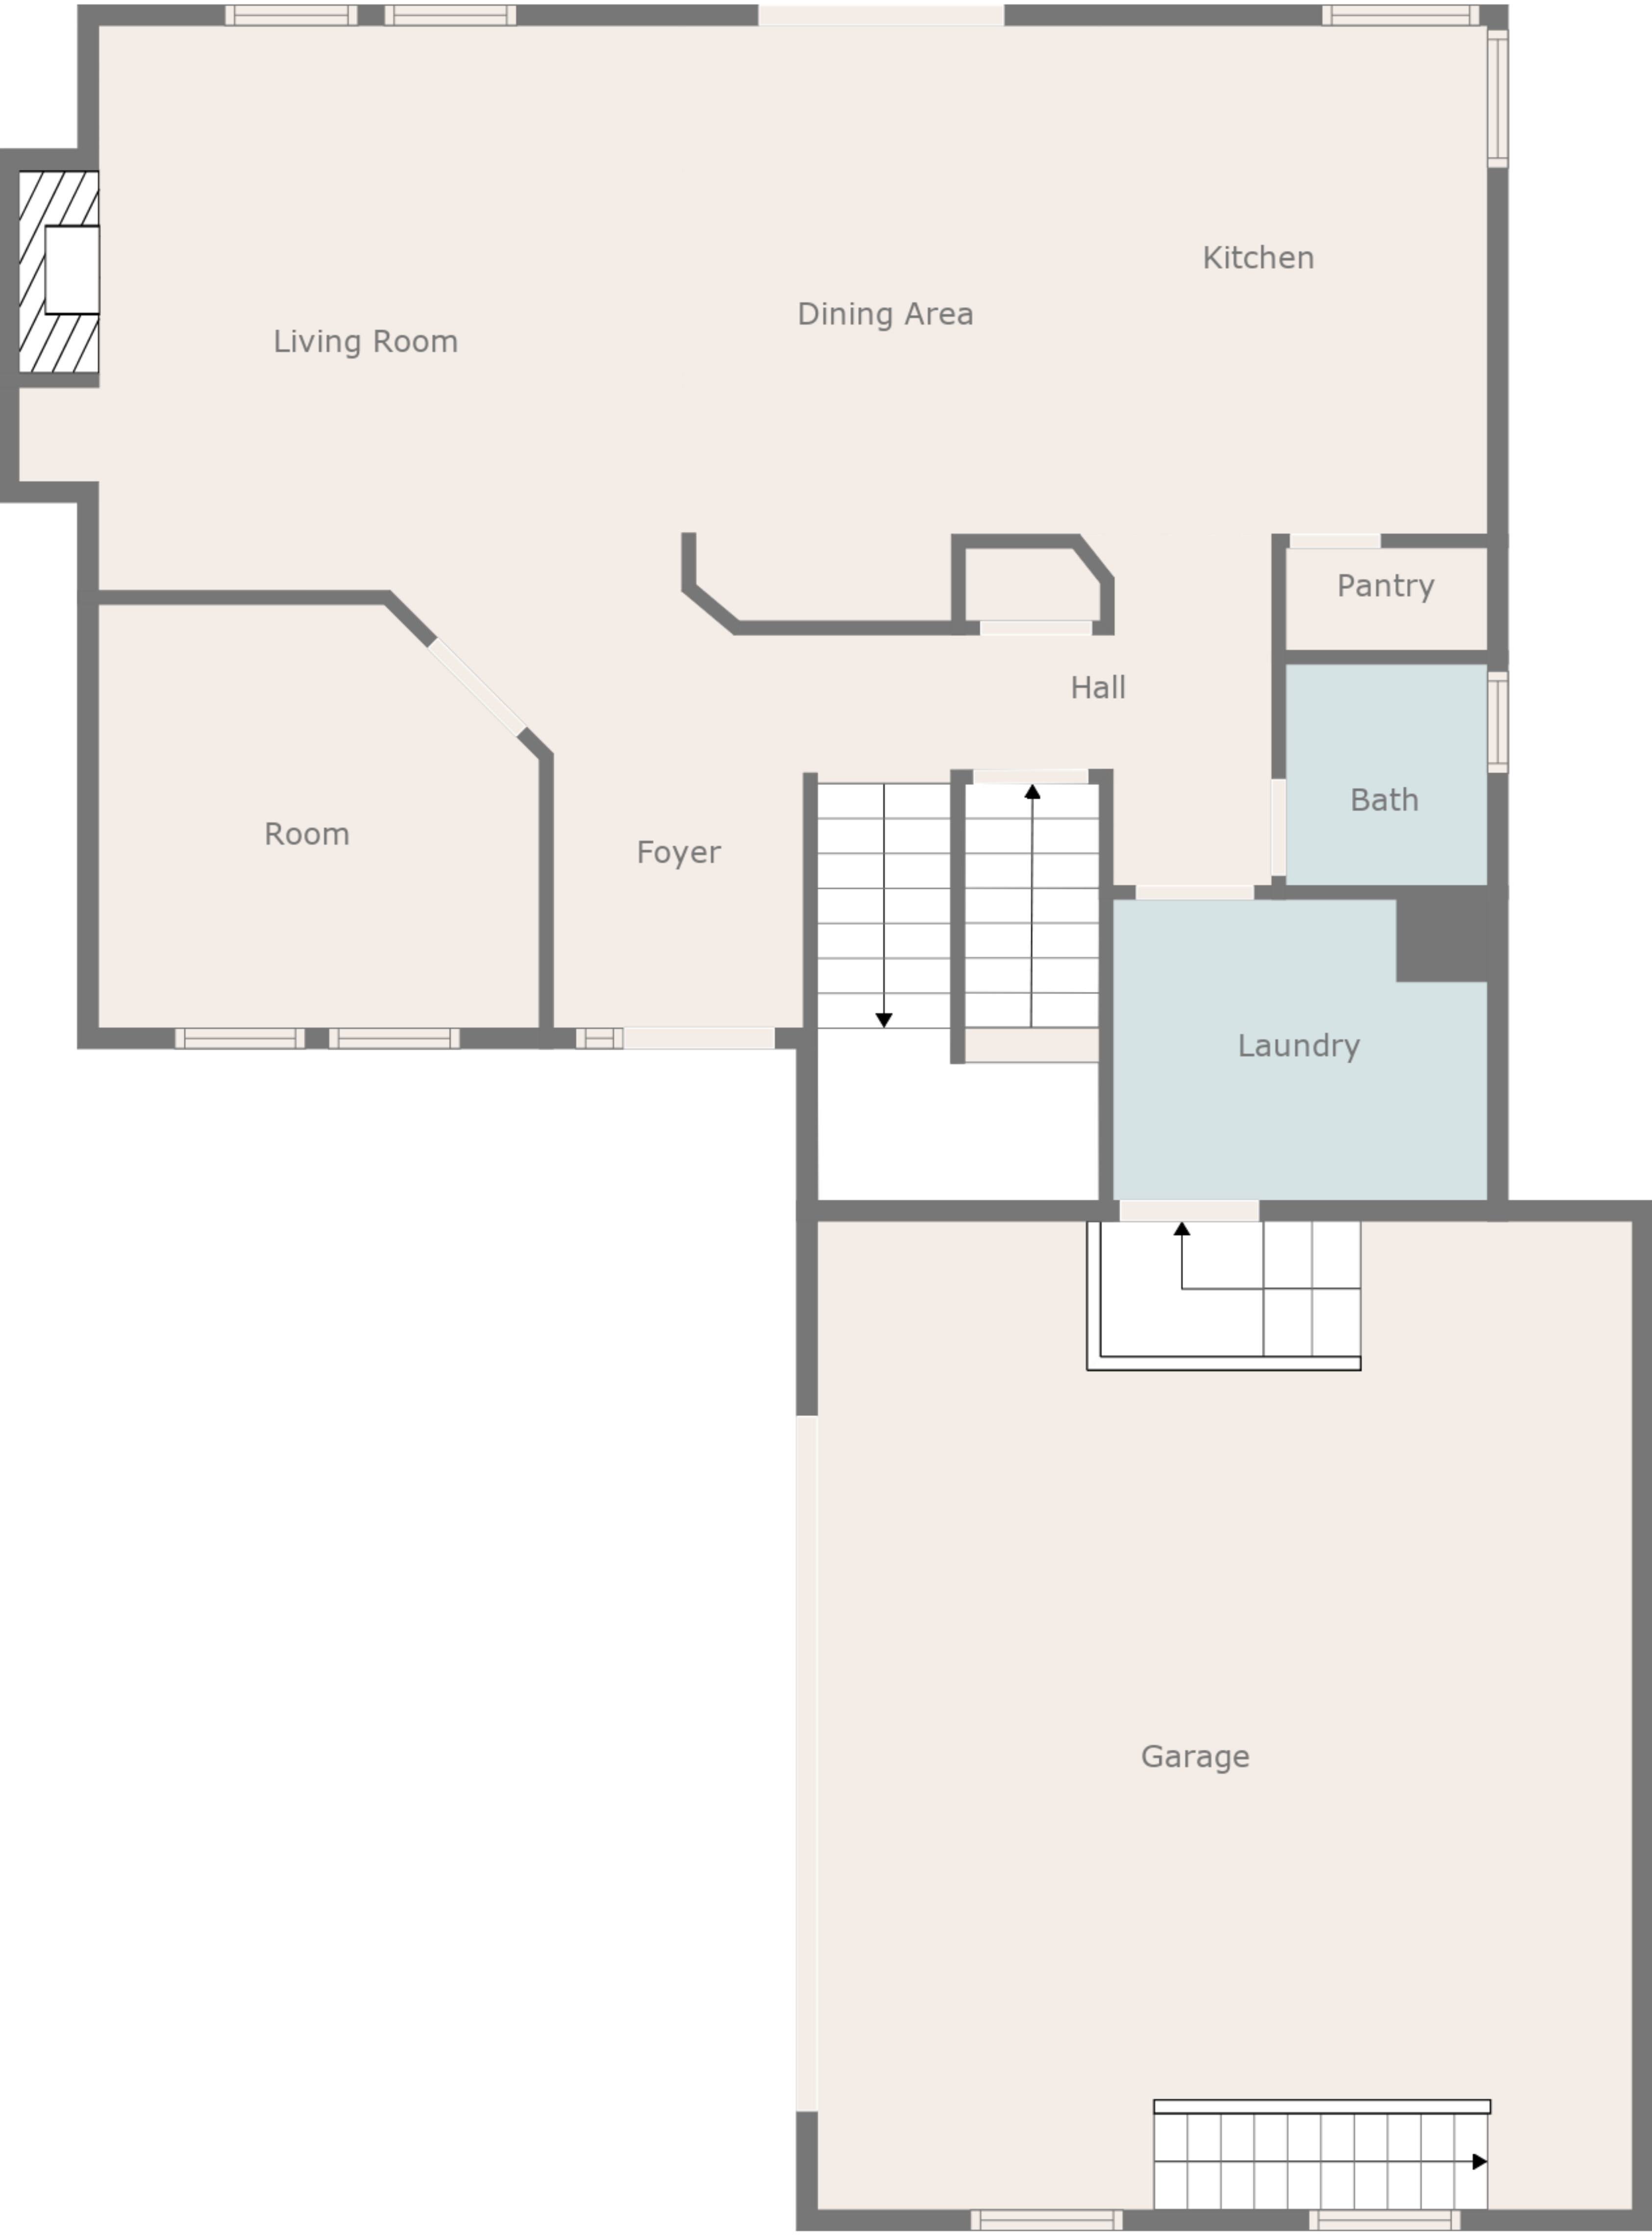 Kitchen
Dining Area
Living Room
Pantry
Hall
Bath
Room
Foyer
Laundry
Garage